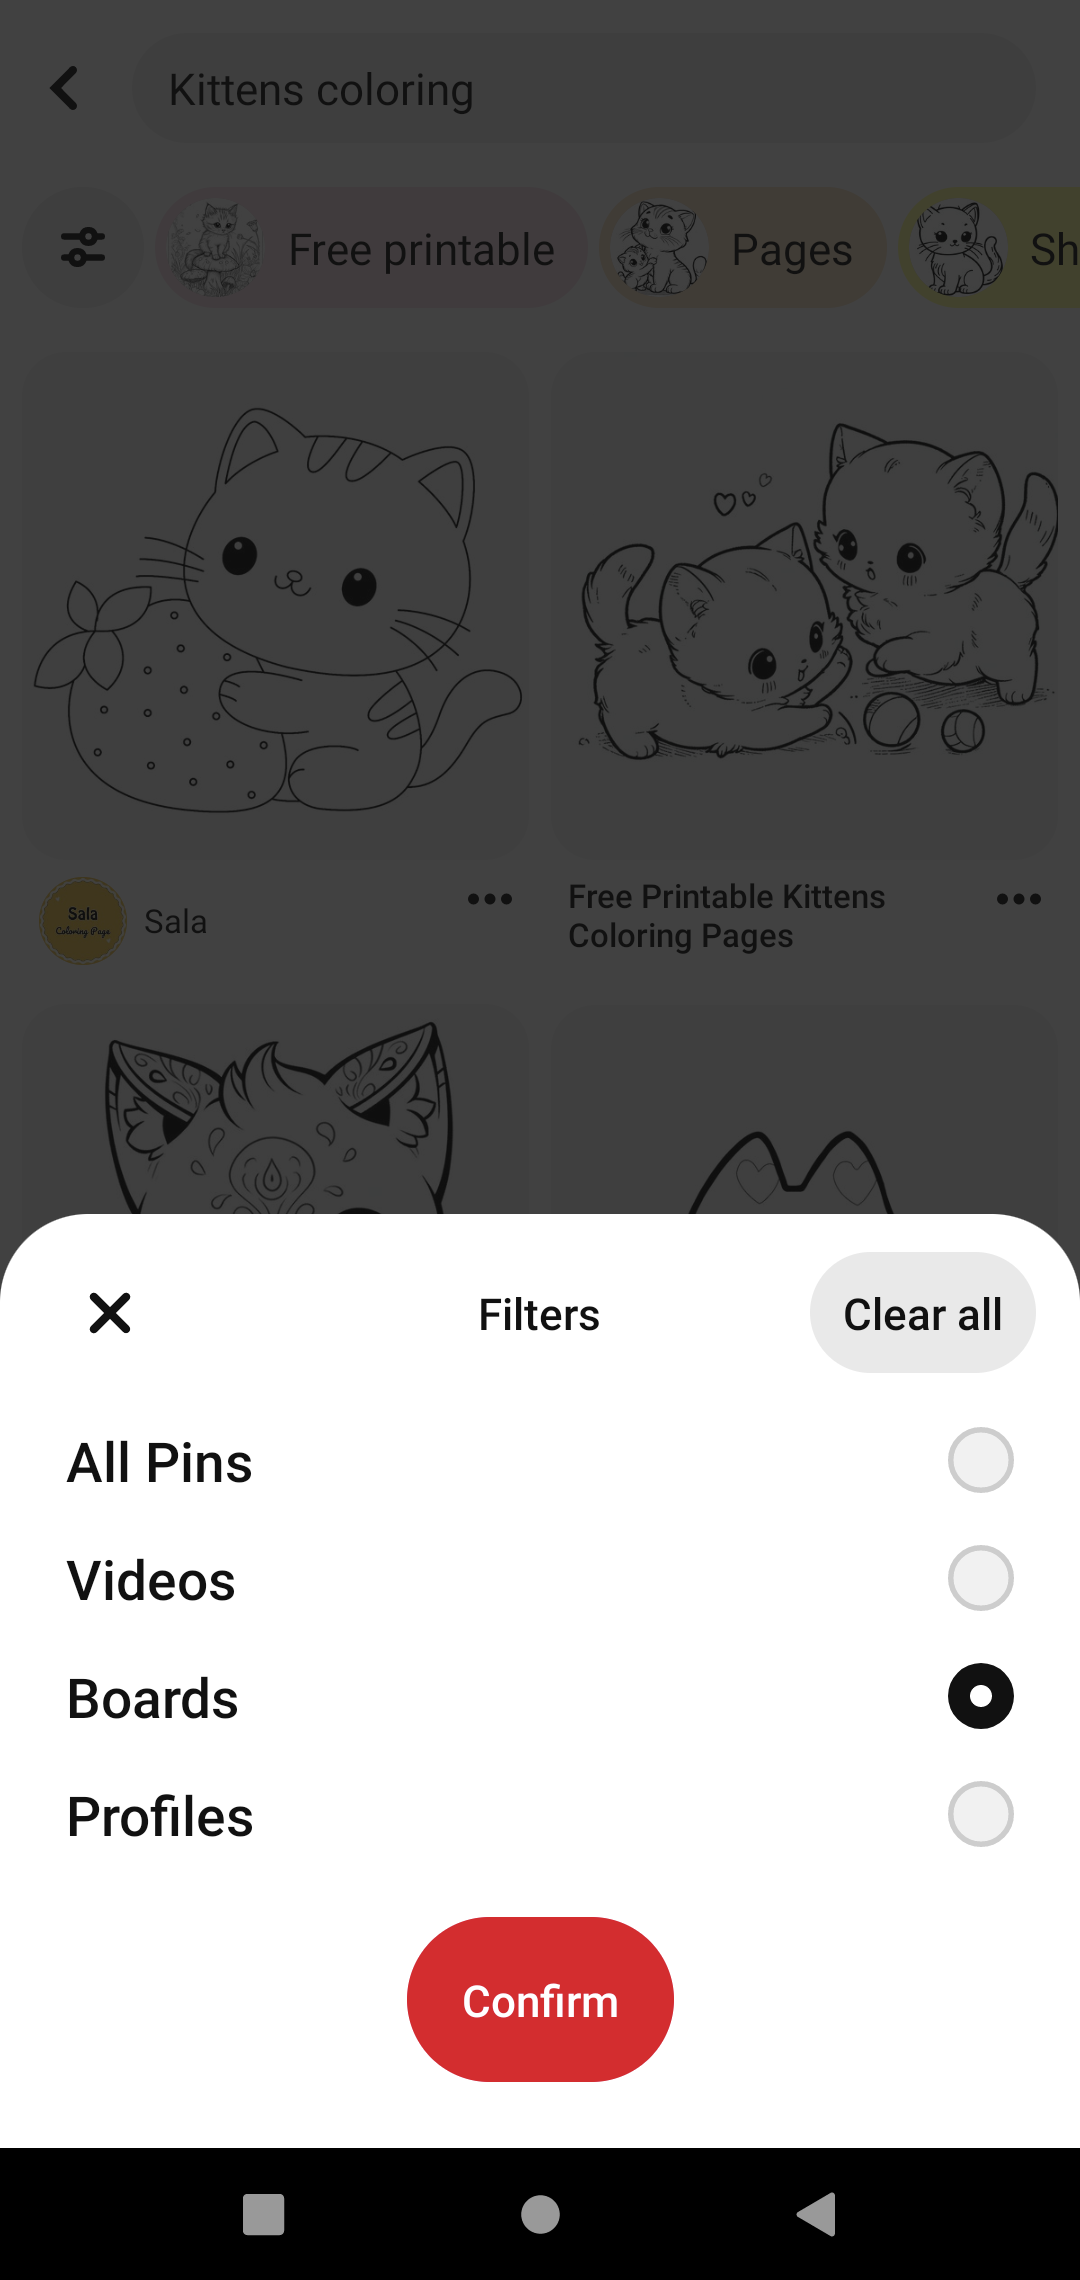 Kittens coloring
Free printable
Pages
Sh
Sala
Coloring Page
Sala
Free Printable Kittens
Coloring Pages
Filters
Clear all
All Pins
Videos
Boards
Profiles
Confirm